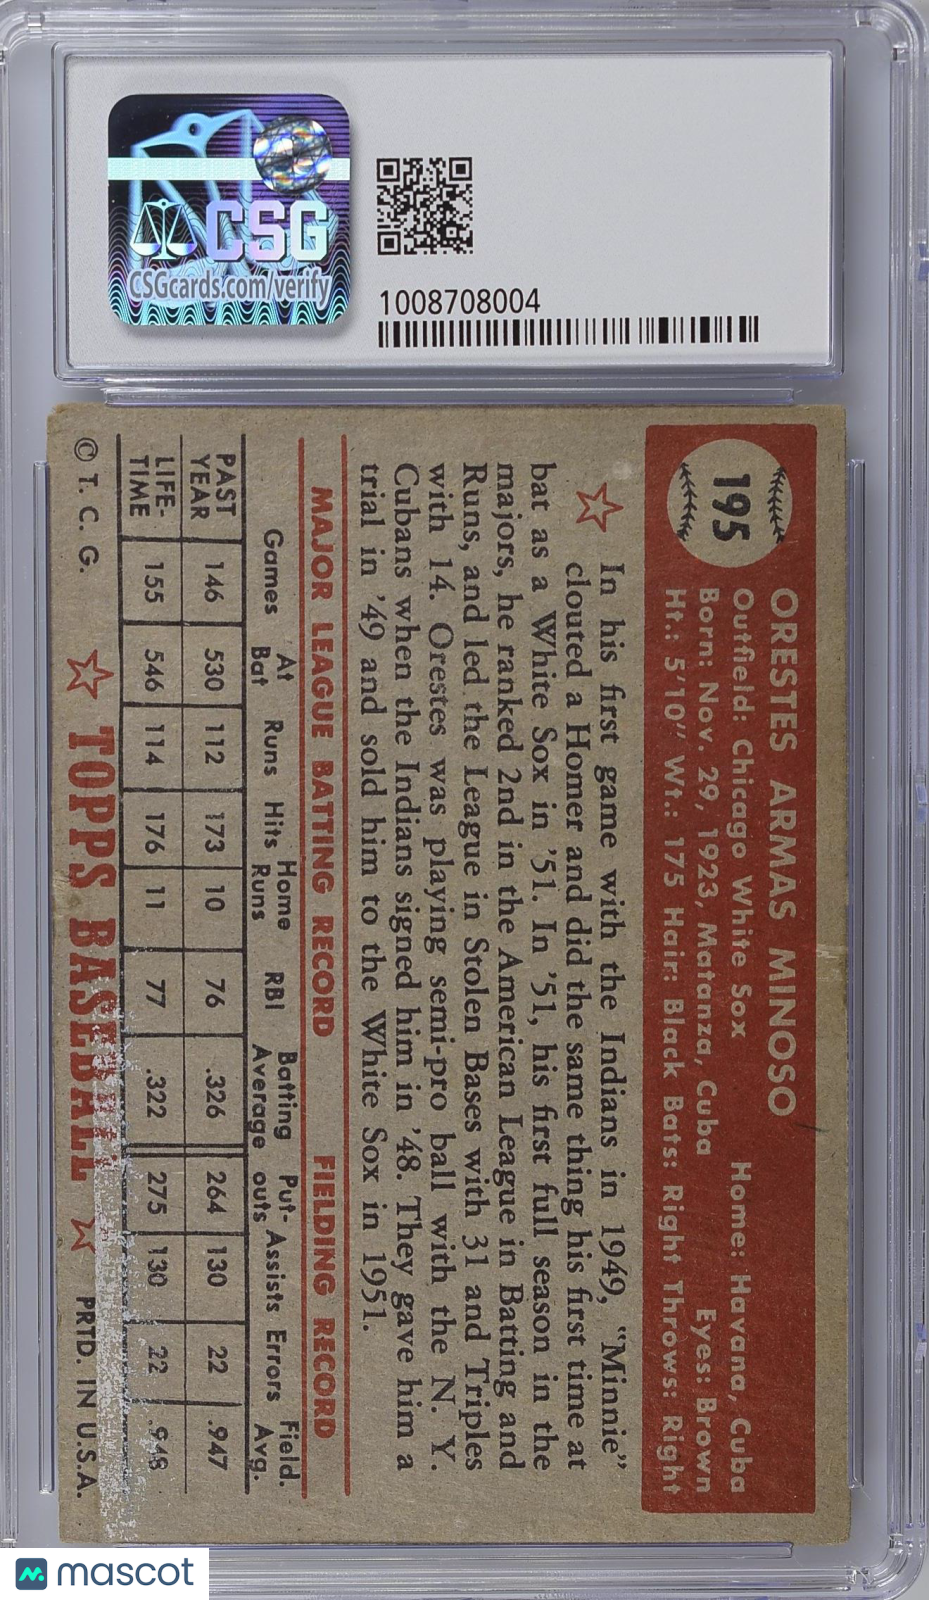 CSG
CSGcards.com/verify
1008708004
195
ORESTES ARMAS MINOSO
Outfield: Chicago White Sox Home: Havana, Cuba
Born: Nov. 29, 1923, Matanza, Cuba Eyes: Brown
Ht.: 5'10" Wt.: 175 Hair: Black Bats: Right Throws: Right
In his first game with the Indians in 1949, "Minnie"
clouted a Homer and did the same thing his first time at
bat as a White Sox in '51. In '51, his first full season in the
majors, he ranked 2nd in the American League in Batting and
Runs, and led the League in Stolen Bases with 31 and Triples
with 14. Orestes was playing semi-pro ball with the N. Y.
Cubans when the Indians signed him in '48. They gave him a
trial in '49 and sold him to the White Sox in 1951.
MAJOR LEAGUE BATTING RECORD FIELDING RECORD
Games At Bat Runs Hits Home Runs RBI Batting Average Put-outs Assists Errors Field. Avg.
PAST YEAR 146 530 112 173 10 76 .326 264 130 22 .947
LIFE-TIME 155 546 114 176 11 77 .322 275 130 22 .948
© T. C. G. TOPPS BASEBALL PRTD. IN U.S.A.
mascot